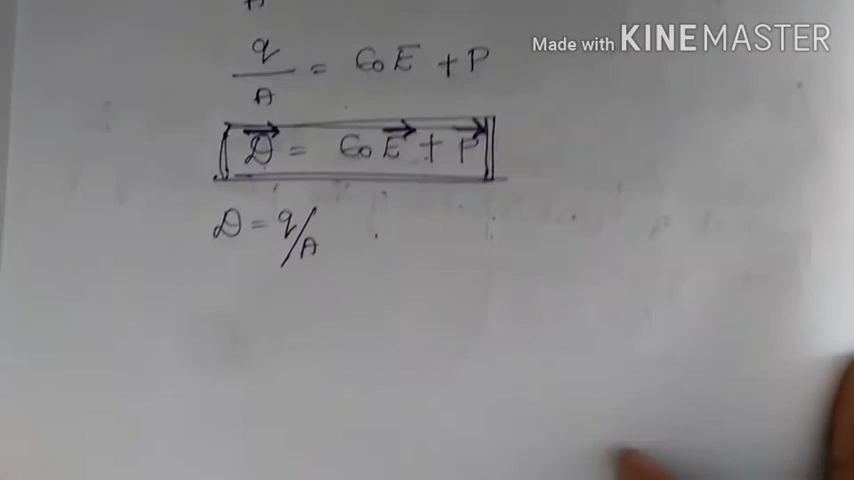 A
q/A = ε₀E + P
Made with KINEMASTER
D⃗ = ε₀E⃗ + P⃗
D = q/A